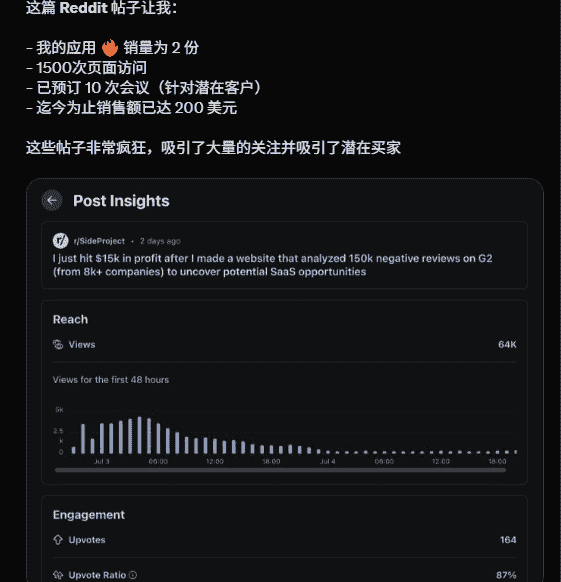 这篇 Reddit 帖子让我：
- 我的应用 🔥 销量为 2 份
- 1500次页面访问
- 已预订 10 次会议（针对潜在客户）
- 迄今为止销售额已达 200 美元
这些帖子非常疯狂，吸引了大量的关注并吸引了潜在买家
Post Insights
r/SideProject • 2 days ago
I just hit $15k in profit after I made a website that analyzed 150k negative reviews on G2
(from 8k+ companies) to uncover potential SaaS opportunities
Reach
Views 64K
Views for the first 48 hours
5k
2.5
k
0
Jul 3 06:00 12:00 18:00 Jul 4 06:00 12:00 18:00
Engagement
Upvotes 164
Upvote Ratio 87%